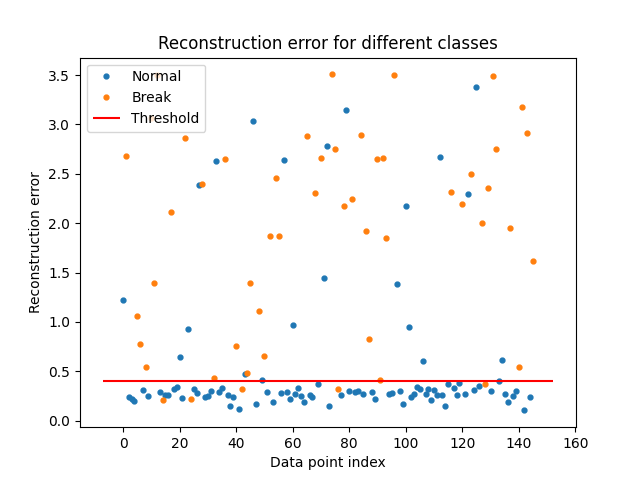 Reconstruction error for different classes
Normal
Break
Threshold
Reconstruction error
3.5
3.0
2.5
2.0
1.5
1.0
0.5
0.0
0 20 40 60 80 100 120 140 160
Data point index